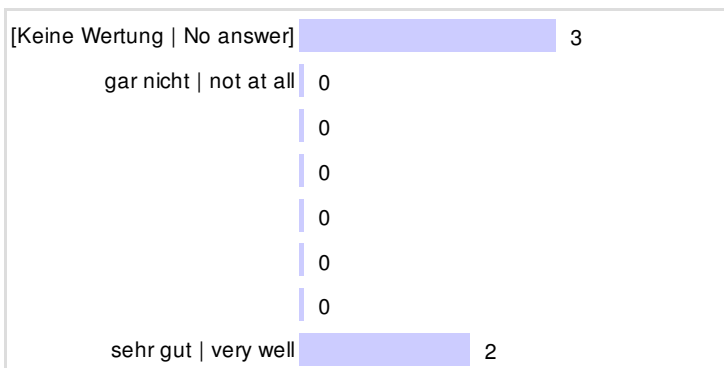 [Keine Wertung | No answer] 3
gar nicht | not at all 0
0
0
0
0
0
sehr gut | very well 2